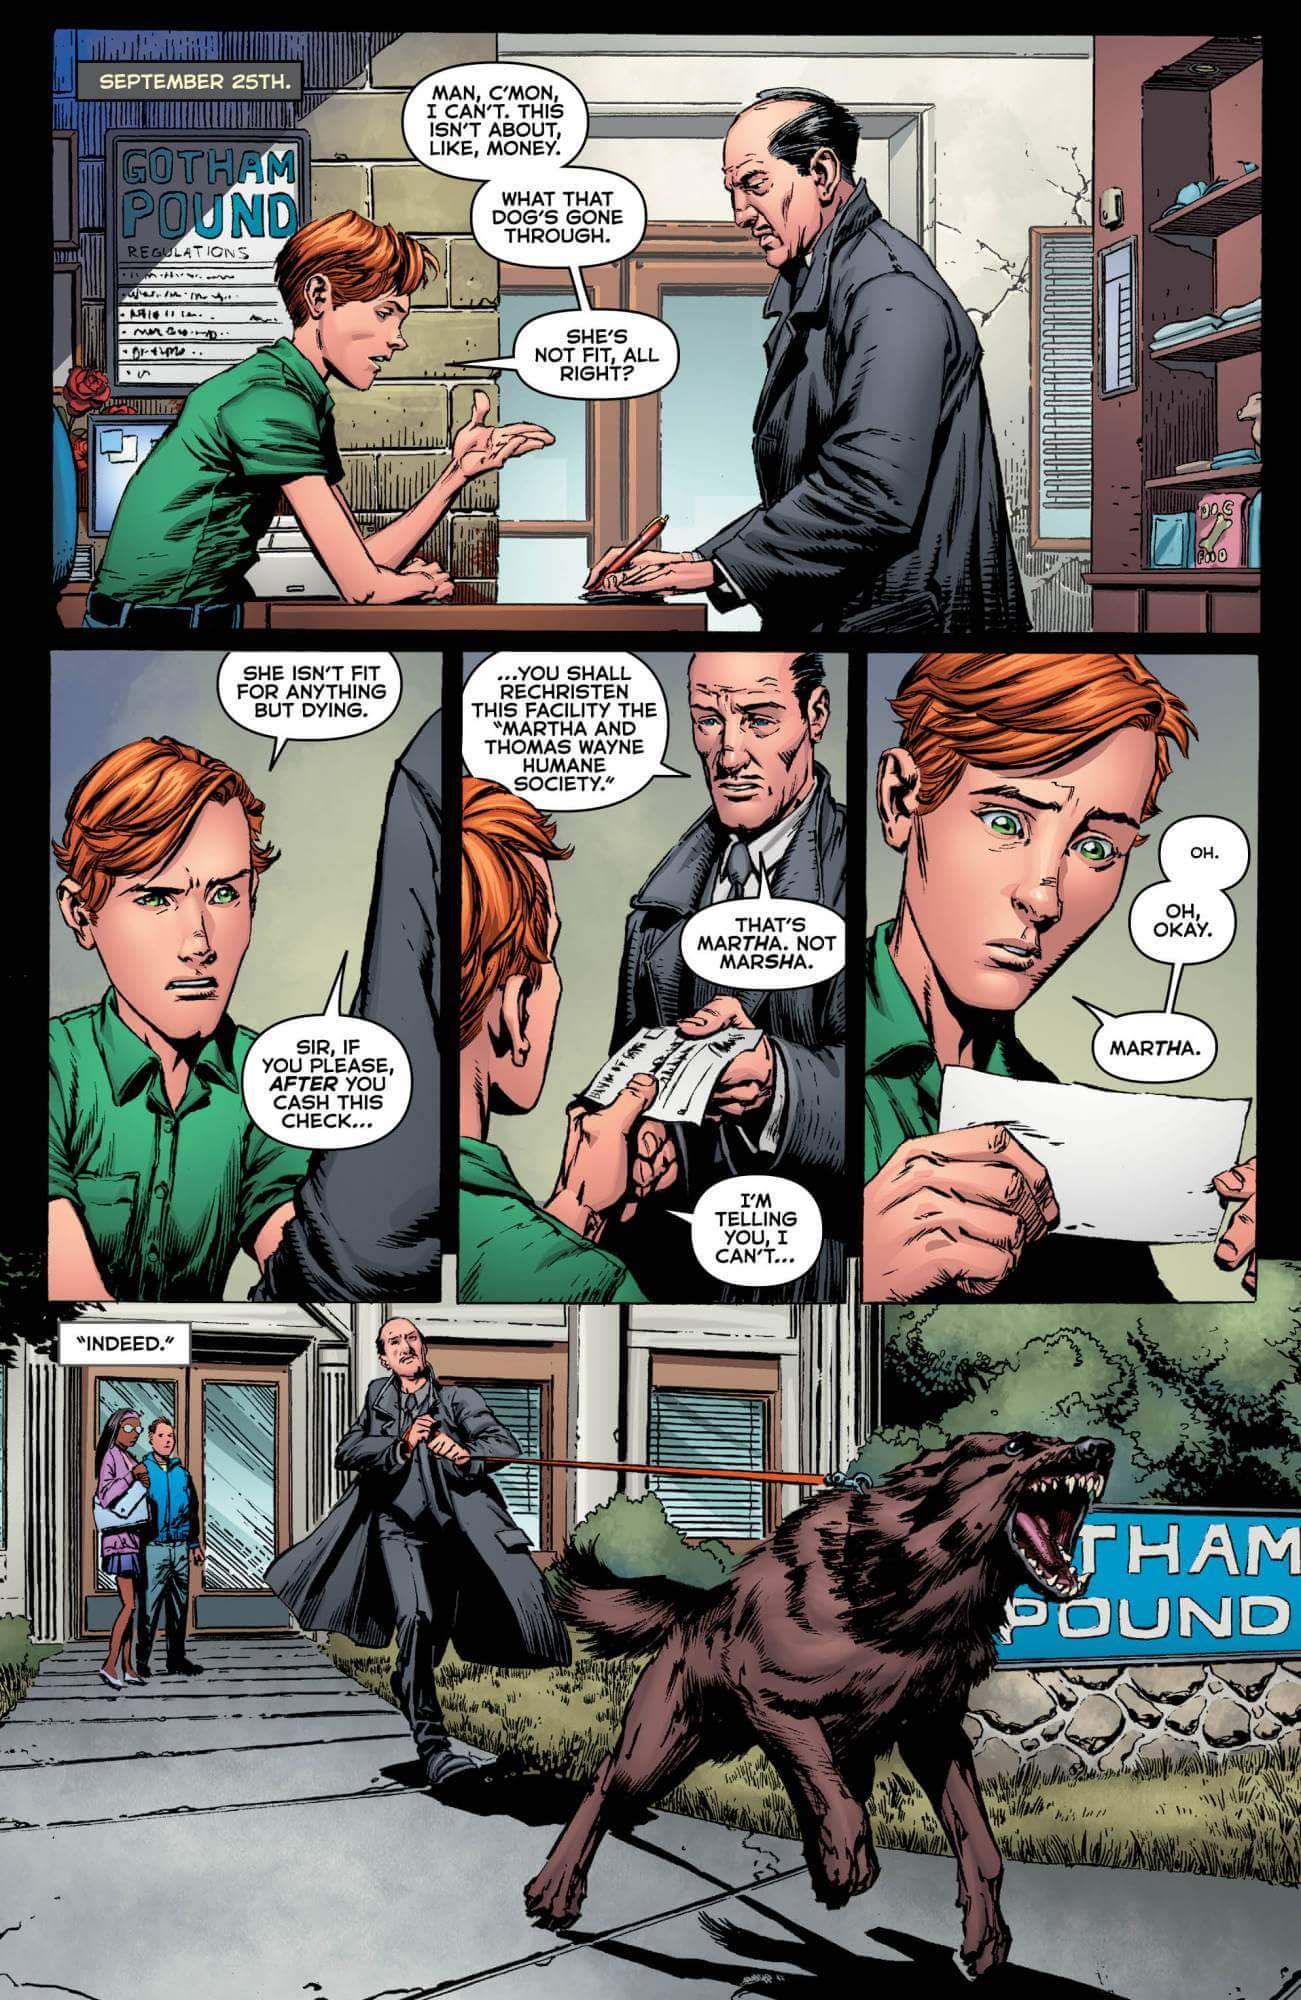 SEPTEMBER 25TH.
MAN, C'MON,
I CAN'T. THIS
ISN'T ABOUT,
LIKE, MONEY.
WHAT THAT
DOG'S GONE
THROUGH.
SHE'S
NOT FIT, ALL
RIGHT?
GOTHAM
POUND
REGULATIONS
SHE ISN'T FIT
FOR ANYTHING
BUT DYING.
SIR, IF
YOU PLEASE,
AFTER YOU
CASH THIS
CHECK...
...YOU SHALL
RECHRISTEN
THIS FACILITY THE
"MARTHA AND
THOMAS WAYNE
HUMANE
SOCIETY."
THAT'S
MARTHA. NOT
MARSHA.
I'M
TELLING
YOU, I
CAN'T...
OH.
OH,
OKAY.
MARTHA.
"INDEED."
THAM
POUND